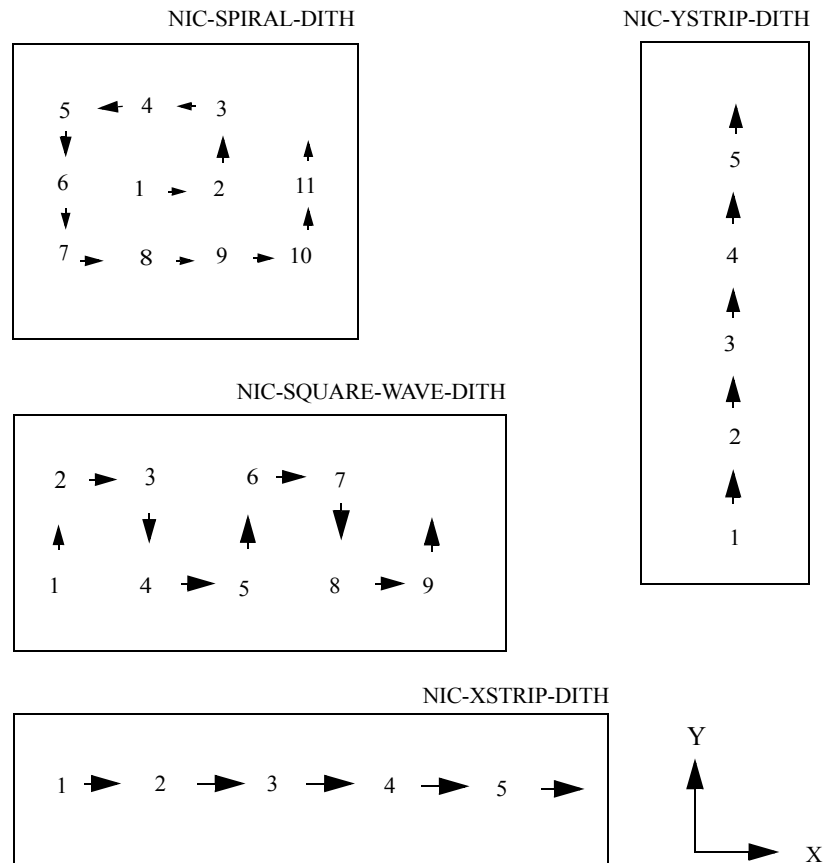 NIC-SPIRAL-DITH
5 4 3
6 1 2 11
7 8 9 10
NIC-YSTRIP-DITH
5
4
3
2
1
NIC-SQUARE-WAVE-DITH
2 3 6 7
1 4 5 8 9
NIC-XSTRIP-DITH
1 2 3 4 5
Y
X